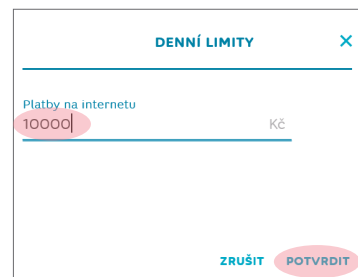 DENNÍ LIMITY
Platby na internetu
10000 Kč
ZRUŠIT POTVRDIT